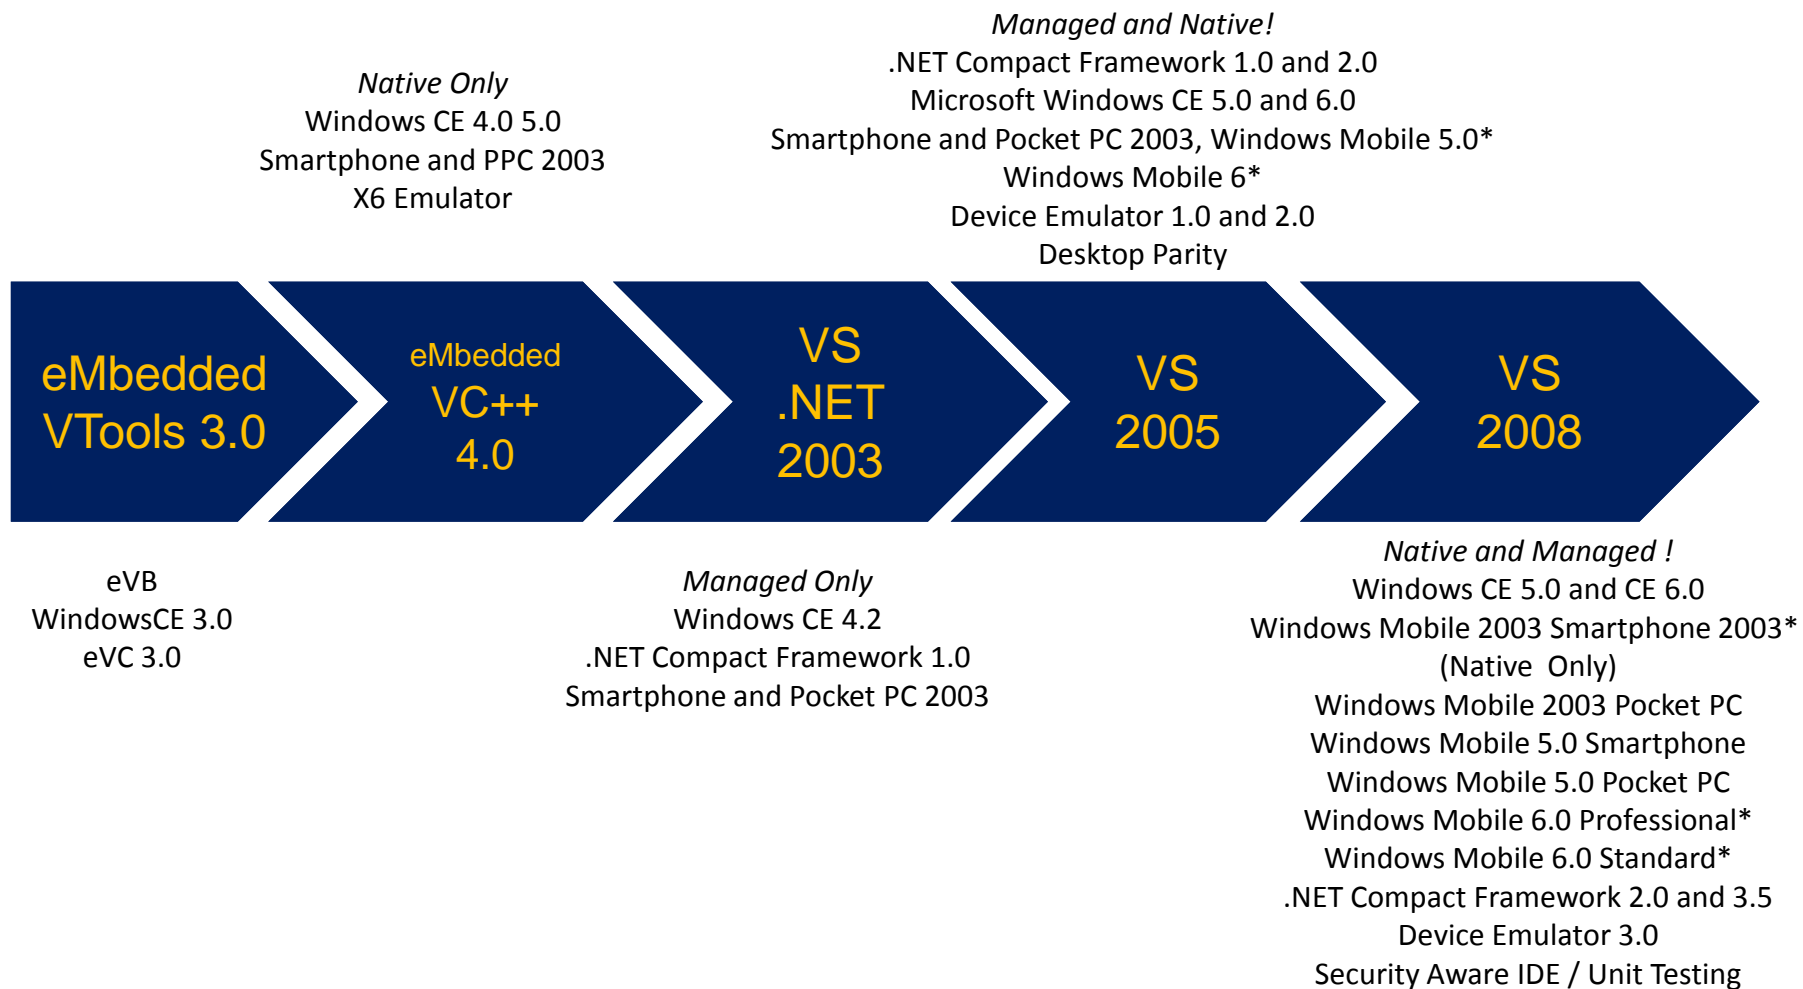 Managed and Native!
.NET Compact Framework 1.0 and 2.0
Microsoft Windows CE 5.0 and 6.0
Smartphone and Pocket PC 2003, Windows Mobile 5.0*
Windows Mobile 6*
Device Emulator 1.0 and 2.0
Desktop Parity
Native Only
Windows CE 4.0 5.0
Smartphone and PPC 2003
X6 Emulator
eMbedded
VTools 3.0
eMbedded
VC++
4.0
VS
.NET
2003
VS
2005
VS
2008
eVB
WindowsCE 3.0
eVC 3.0
Managed Only
Windows CE 4.2
.NET Compact Framework 1.0
Smartphone and Pocket PC 2003
Native and Managed !
Windows CE 5.0 and CE 6.0
Windows Mobile 2003 Smartphone 2003*
(Native Only)
Windows Mobile 2003 Pocket PC
Windows Mobile 5.0 Smartphone
Windows Mobile 5.0 Pocket PC
Windows Mobile 6.0 Professional*
Windows Mobile 6.0 Standard*
.NET Compact Framework 2.0 and 3.5
Device Emulator 3.0
Security Aware IDE / Unit Testing